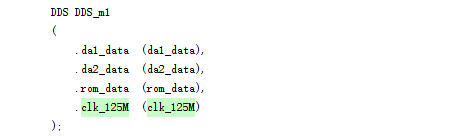 DDS DDS_m1
(
.da1_data (da1_data),
.da2_data (da2_data),
.rom_data (rom_data),
.clk_125M (clk_125M)
);